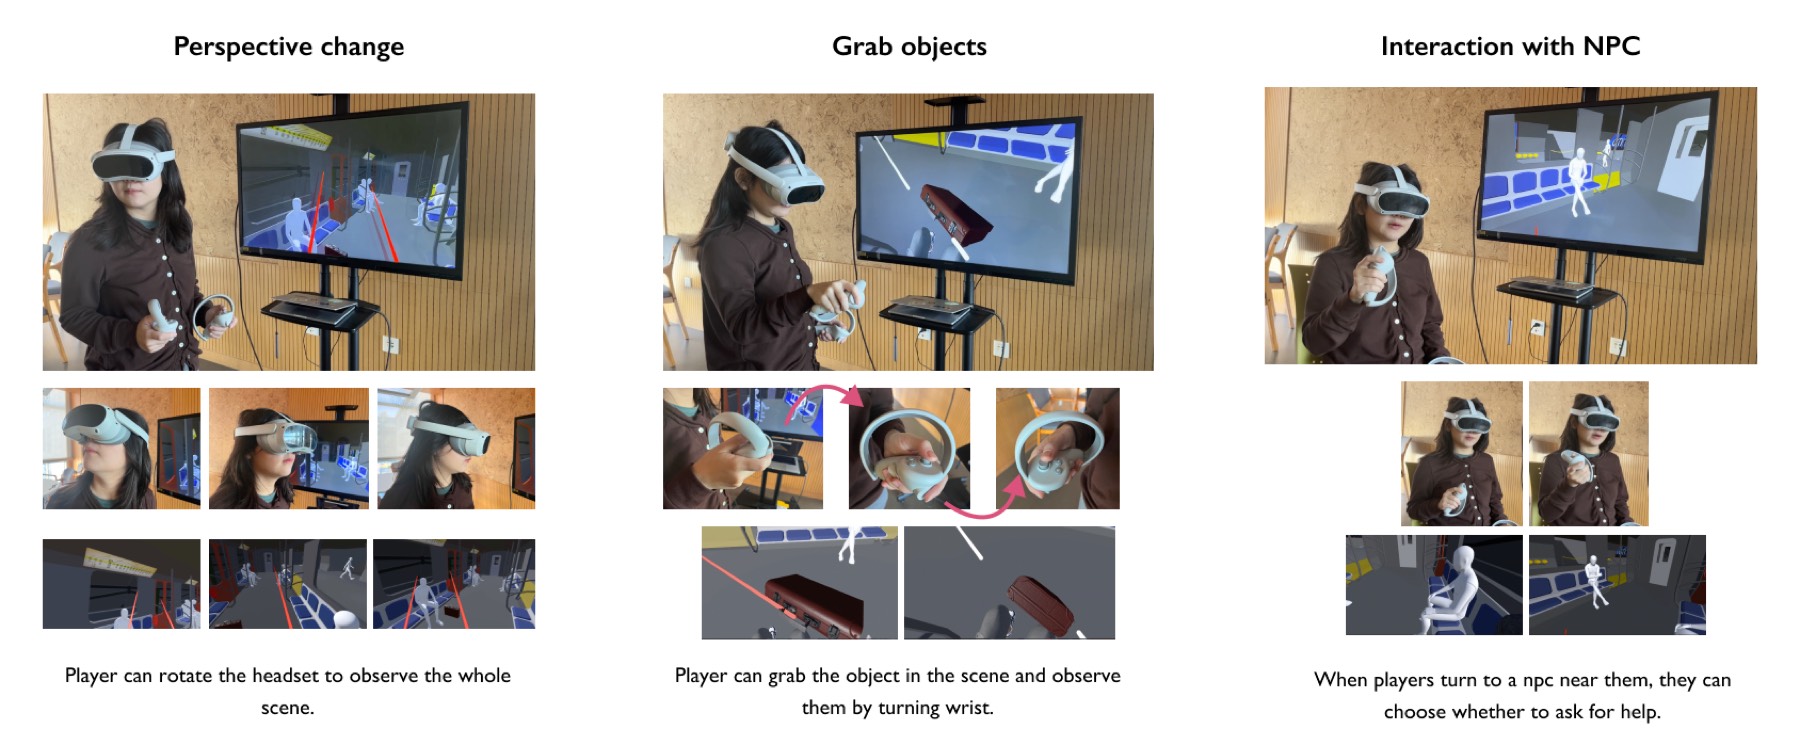 Perspective change
Grab objects
Interaction with NPC
Player can rotate the headset to observe the whole
scene.
Player can grab the object in the scene and observe
them by turning wrist.
When players turn to a npc near them, they can
choose whether to ask for help.